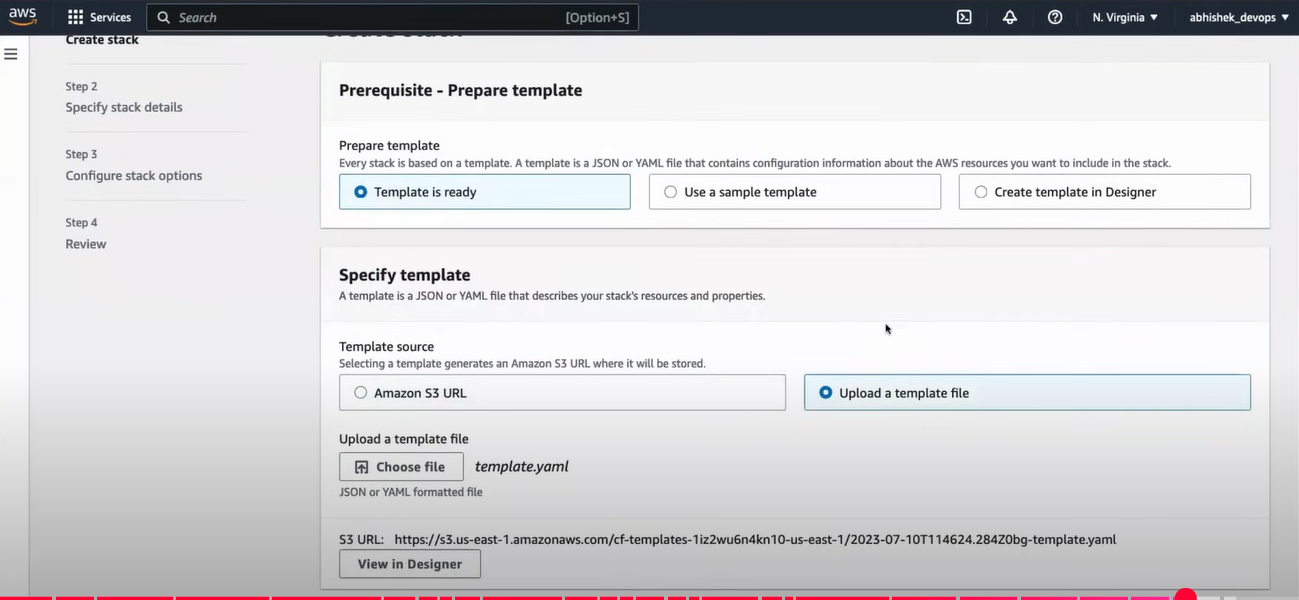 aws
Services
Search
[Option+S]
N. Virginia
abhishek_devops
Create stack
Step 2
Specify stack details
Step 3
Configure stack options
Step 4
Review
Create stack
Prerequisite - Prepare template
Prepare template
Every stack is based on a template. A template is a JSON or YAML file that contains configuration information about the AWS resources you want to include in the stack.
Template is ready
Use a sample template
Create template in Designer
Specify template
A template is a JSON or YAML file that describes your stack's resources and properties.
Template source
Selecting a template generates an Amazon S3 URL where it will be stored.
Amazon S3 URL
Upload a template file
Upload a template file
Choose file
template.yaml
JSON or YAML formatted file
S3 URL: https://s3.us-east-1.amazonaws.com/cf-templates-1iz2wu6n4kn10-us-east-1/2023-07-10T114624.284Z0bg-template.yaml
View in Designer